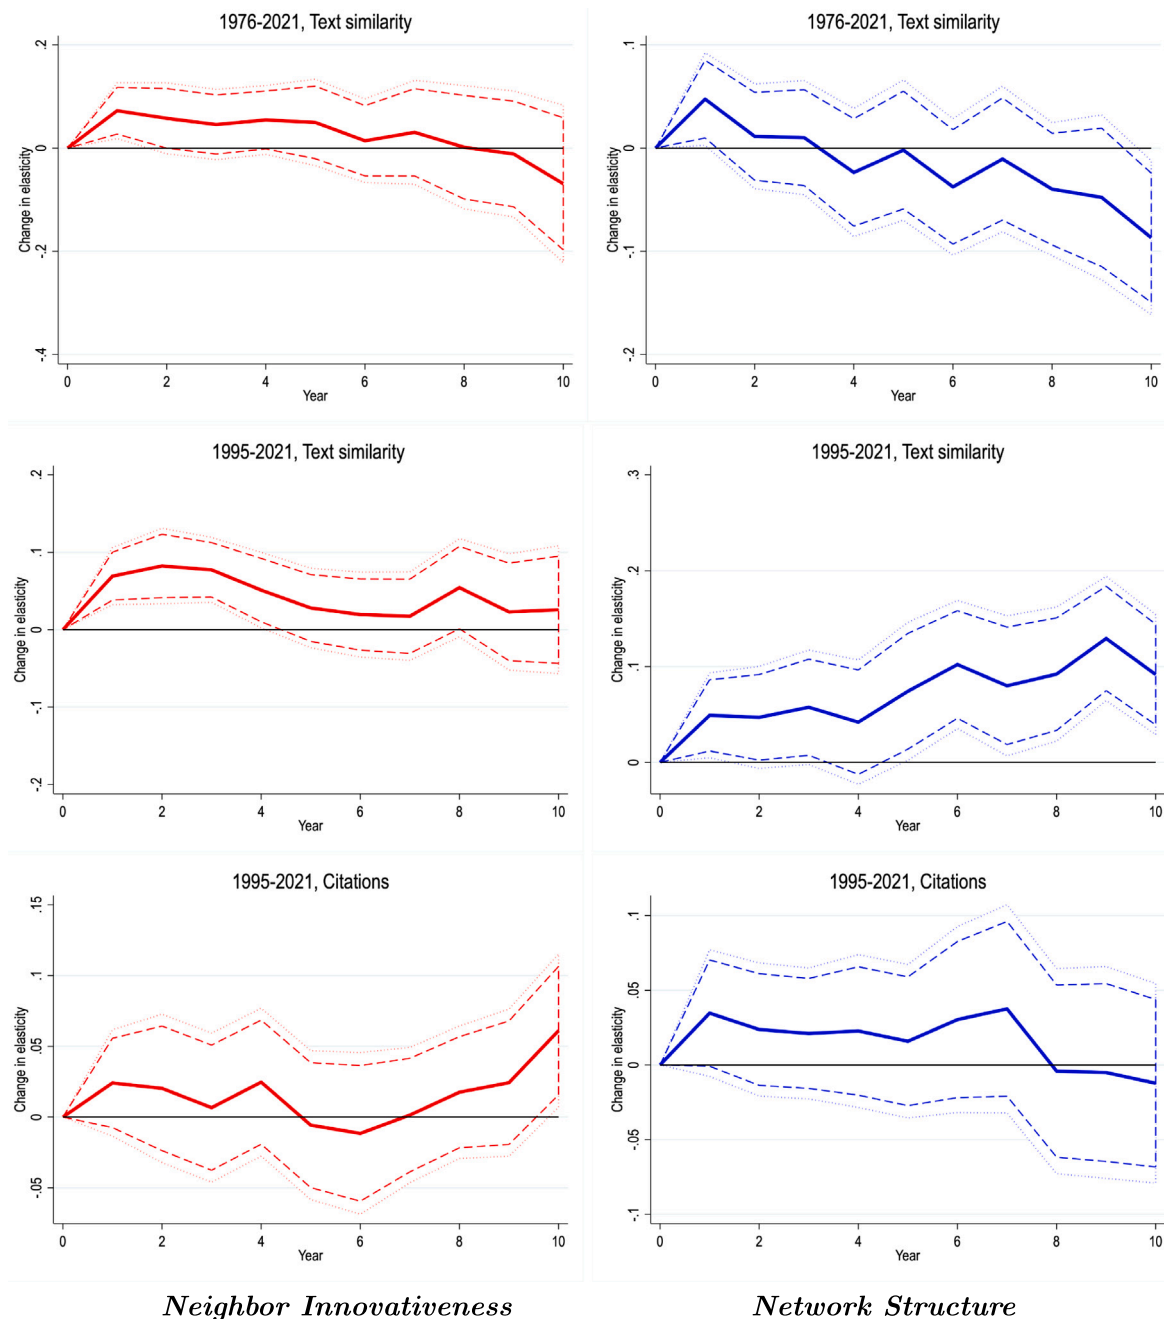 1976-2021, Text similarity
Change in elasticity
.2
0
-.2
-.4
0 2 4 6 8 10
Year
1976-2021, Text similarity
Change in elasticity
.1
0
-.1
-.2
0 2 4 6 8 10
Year
1995-2021, Text similarity
Change in elasticity
.2
.1
0
-.1
-.2
0 2 4 6 8 10
Year
1995-2021, Text similarity
Change in elasticity
.3
.2
.1
0
0 2 4 6 8 10
Year
1995-2021, Citations
Change in elasticity
.15
.1
.05
0
-.05
0 2 4 6 8 10
Year
1995-2021, Citations
Change in elasticity
.1
.05
0
-.05
-.1
0 2 4 6 8 10
Year
Neighbor Innovativeness
Network Structure